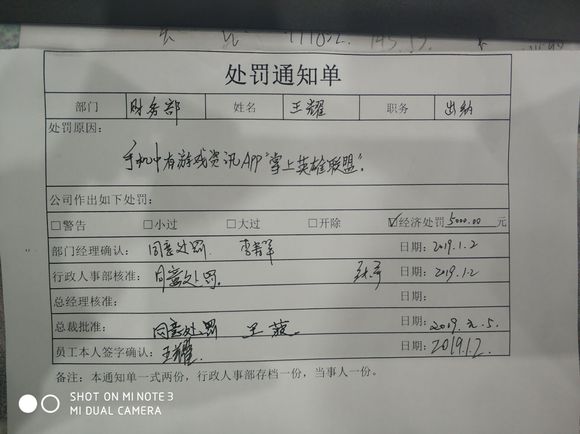 处罚通知单
部门 财务部 姓名 王耀 职务 出纳
处罚原因：
手机中有游戏资讯APP“掌上英雄联盟”.
公司作出如下处罚：
□警告 □小过 □大过 □开除 ☑经济处罚5000.00 元
部门经理确认： 同意处罚. 李青 日期：2019.1.2
行政人事部核准： 同意处罚. 日期：2019.1.2
总经理核准： 日期：
总裁批准： 同意处罚 王 日期：2019.元.5.
员工本人签字确认： 王耀. 日期：2019.1.2.
备注：本通知单一式两份，行政人事部存档一份，当事人一份。
SHOT ON MI NOTE 3
MI DUAL CAMERA